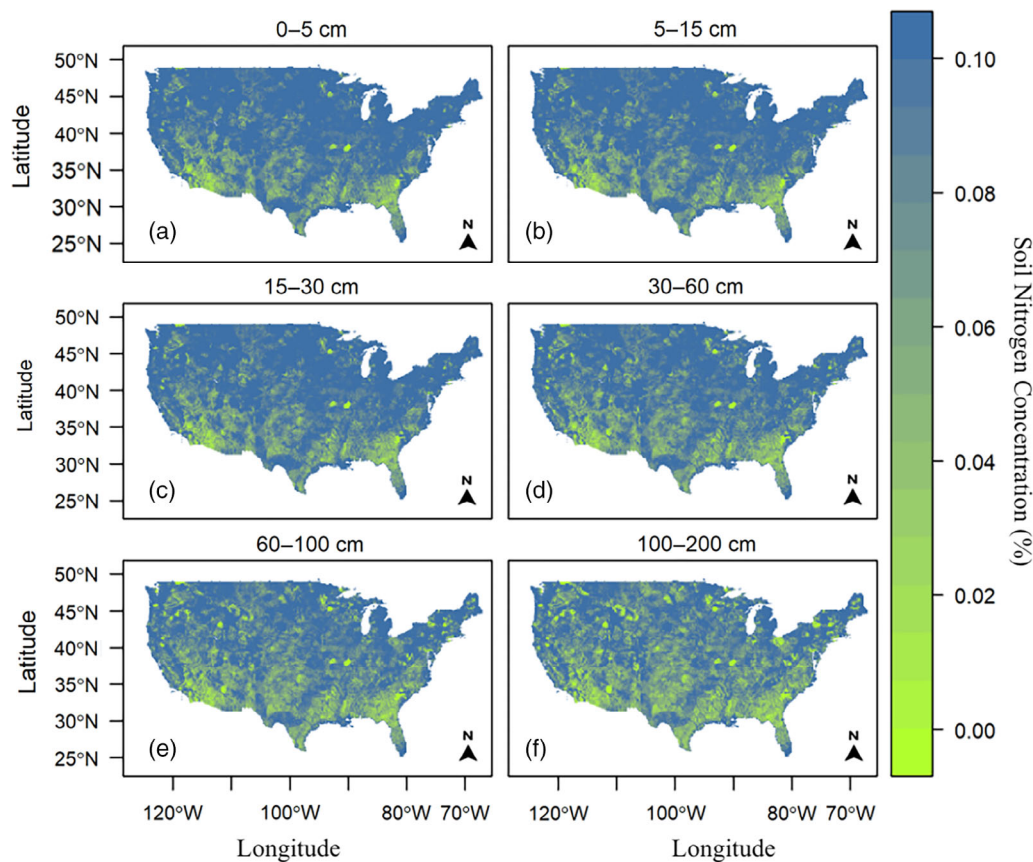 0–5 cm
5–15 cm
50°N
45°N
40°N
35°N
30°N
25°N
Latitude
(a)
N
(b)
N
15–30 cm
30–60 cm
50°N
45°N
40°N
35°N
30°N
25°N
Latitude
(c)
N
(d)
N
60–100 cm
100–200 cm
50°N
45°N
40°N
35°N
30°N
25°N
Latitude
(e)
N
(f)
N
120°W
100°W
80°W
70°W
120°W
100°W
80°W
70°W
Longitude
Longitude
0.10
0.08
0.06
0.04
0.02
0.00
Soil Nitrogen Concentration (%)